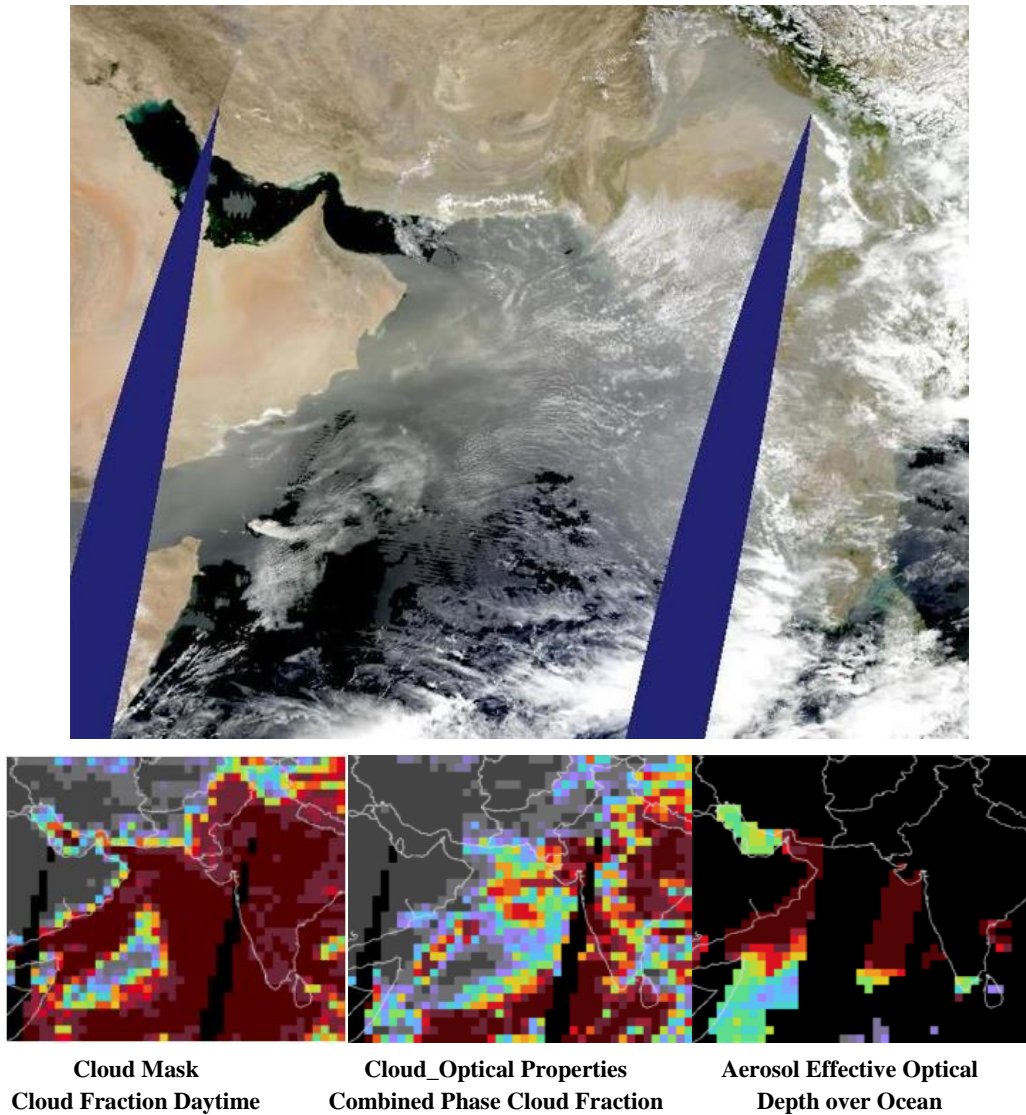 Cloud Mask
Cloud Fraction Daytime
Cloud_Optical Properties
Combined Phase Cloud Fraction
Aerosol Effective Optical
Depth over Ocean